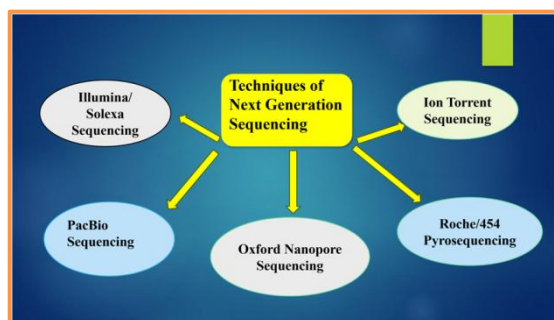 Techniques of
Next Generation
Sequencing
Illumina/
Solexa
Sequencing
Ion Torrent
Sequencing
PacBio
Sequencing
Oxford Nanopore
Sequencing
Roche/454
Pyrosequencing